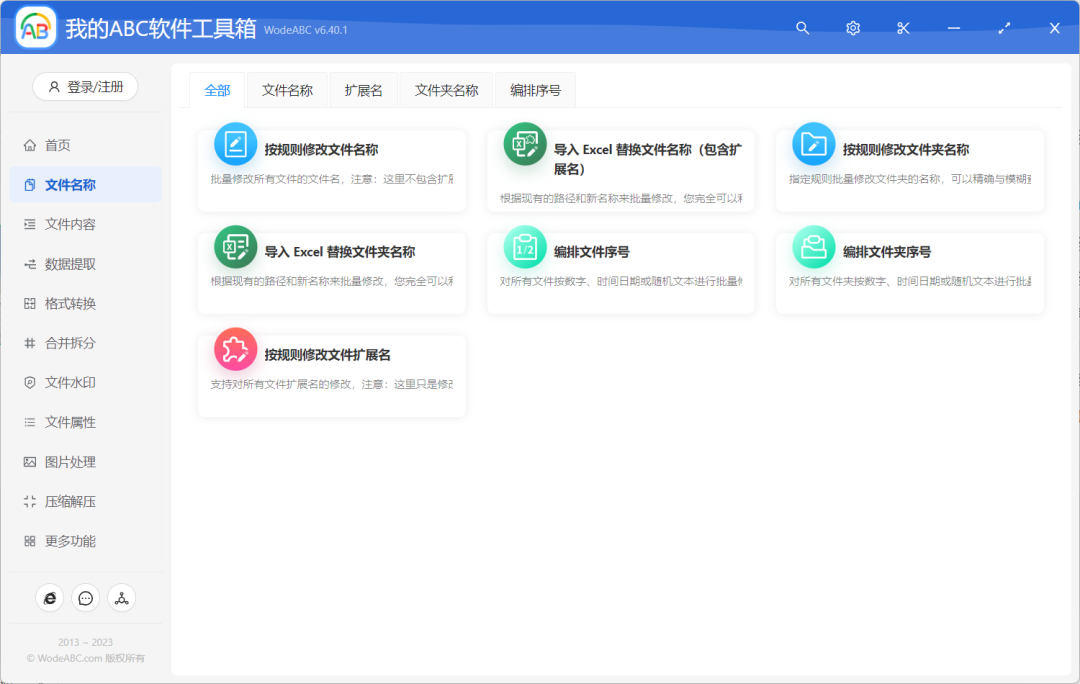 我的ABC软件工具箱 WodeABC v6.40.1
登录/注册
首页
文件名称
文件内容
数据提取
格式转换
合并拆分
文件水印
文件属性
图片处理
压缩解压
更多功能
2013 ~ 2023
© WodeABC.com 版权所有
全部 文件名称 扩展名 文件夹名称 编排序号
按规则修改文件名称
批量修改所有文件的文件名，注意：这里不包含扩展
导入 Excel 替换文件名称（包含扩
展名）
根据现有的路径和新名称来批量修改，您完全可以利
按规则修改文件夹名称
指定规则批量修改文件夹的名称，可以精确与模糊查
导入 Excel 替换文件夹名称
根据现有的路径和新名称来批量修改，您完全可以利
编排文件序号
1/2
对所有文件按数字、时间日期或随机文本进行批量修
编排文件夹序号
对所有文件夹按数字、时间日期或随机文本进行批量
按规则修改文件扩展名
支持对所有文件扩展名的修改，注意：这里只是修改